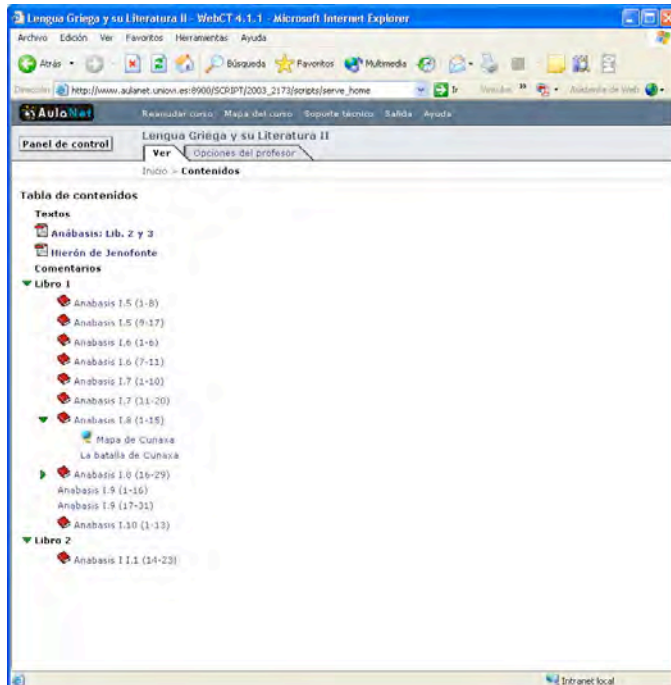 Lengua Griega y su Literatura II - WebCT 4.1.1 - Microsoft Internet Explorer
Archivo Edición Ver Favoritos Herramientas Ayuda
Atrás Búsqueda Favoritos Multimedia
Dirección http://www.aulanet.uniovi.es:8900/SCRIPT/2003_2173/scripts/serve_home Ir Vínculos »
AulaNet Reanudar curso Mapa del curso Soporte técnico Salida Ayuda
Panel de control
Lengua Griega y su Literatura II
Ver Opciones del profesor
Inicio > Contenidos
Tabla de contenidos
Textos
Anábasis: Lib. 2 y 3
Hierón de Jenofonte
Comentarios
Libro 1
Anabasis I.5 (1-8)
Anabasis I.5 (9-17)
Anabasis I.6 (1-6)
Anabasis I.6 (7-11)
Anabasis I.7 (1-10)
Anabasis I.7 (11-20)
Anabasis I.8 (1-15)
Mapa de Cunaxa
La batalla de Cunaxa
Anabasis I.8 (16-29)
Anabasis I.9 (1-16)
Anabasis I.9 (17-31)
Anabasis I.10 (1-13)
Libro 2
Anabasis I I.1 (14-23)
Intranet local